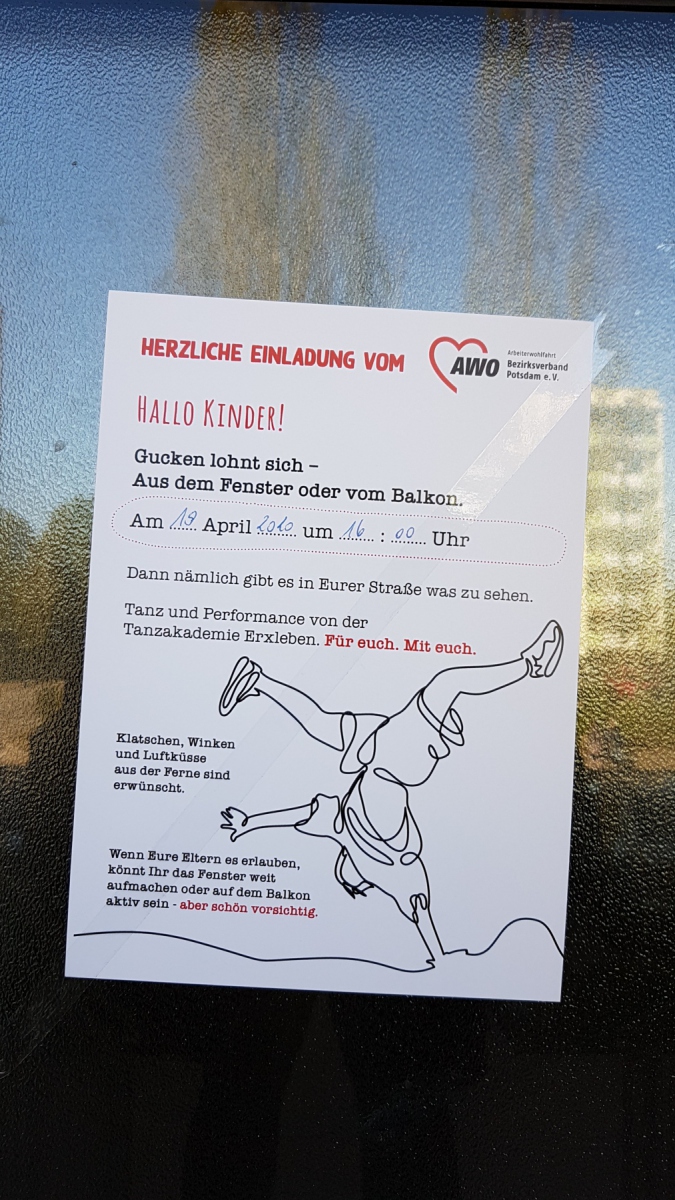 HERZLICHE EINLADUNG VOM
AWO
Arbeiterwohlfahrt
Bezirksverband
Potsdam e.V.
HALLO KINDER!
Gucken lohnt sich –
Aus dem Fenster oder vom Balkon.
Am 19 April 2020 um 16 : 00 Uhr
Dann nämlich gibt es in Eurer Straße was zu sehen.
Tanz und Performance von der
Tanzakademie Erxleben. Für euch. Mit euch.
Klatschen, Winken
und Luftküsse
aus der Ferne sind
erwünscht.
Wenn Eure Eltern es erlauben,
könnt Ihr das Fenster weit
aufmachen oder auf dem Balkon
aktiv sein - aber schön vorsichtig.